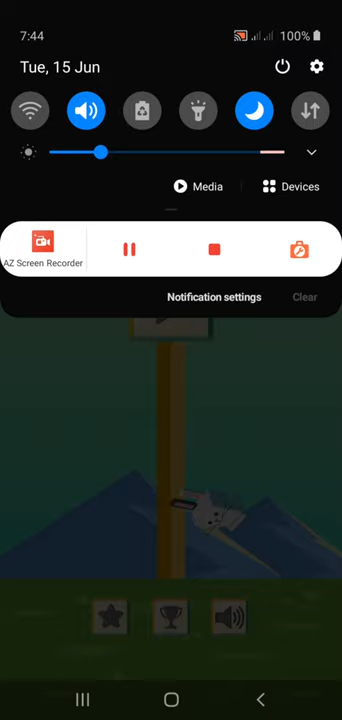 7:44
100%
Tue, 15 Jun
Media
Devices
AZ Screen Recorder
Notification settings
Clear